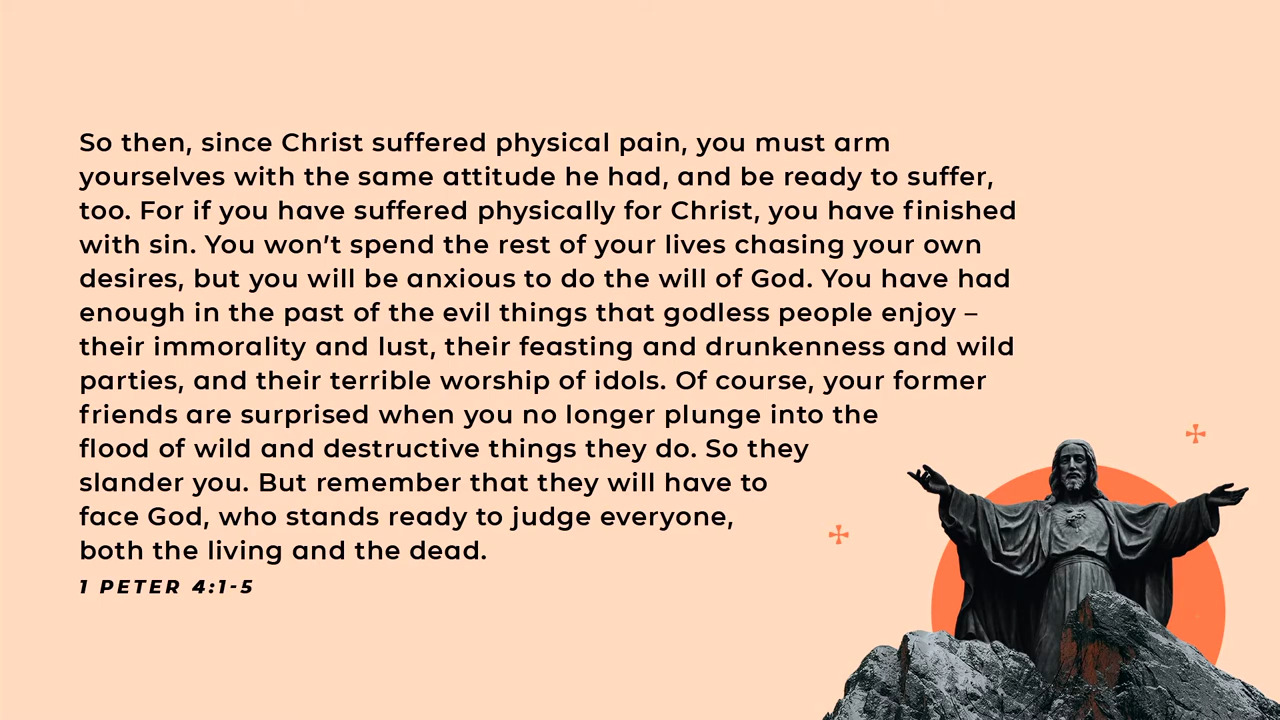 So then, since Christ suffered physical pain, you must arm
yourselves with the same attitude he had, and be ready to suffer,
too. For if you have suffered physically for Christ, you have finished
with sin. You won’t spend the rest of your lives chasing your own
desires, but you will be anxious to do the will of God. You have had
enough in the past of the evil things that godless people enjoy –
their immorality and lust, their feasting and drunkenness and wild
parties, and their terrible worship of idols. Of course, your former
friends are surprised when you no longer plunge into the
flood of wild and destructive things they do. So they
slander you. But remember that they will have to
face God, who stands ready to judge everyone,
both the living and the dead.
1 PETER 4:1-5